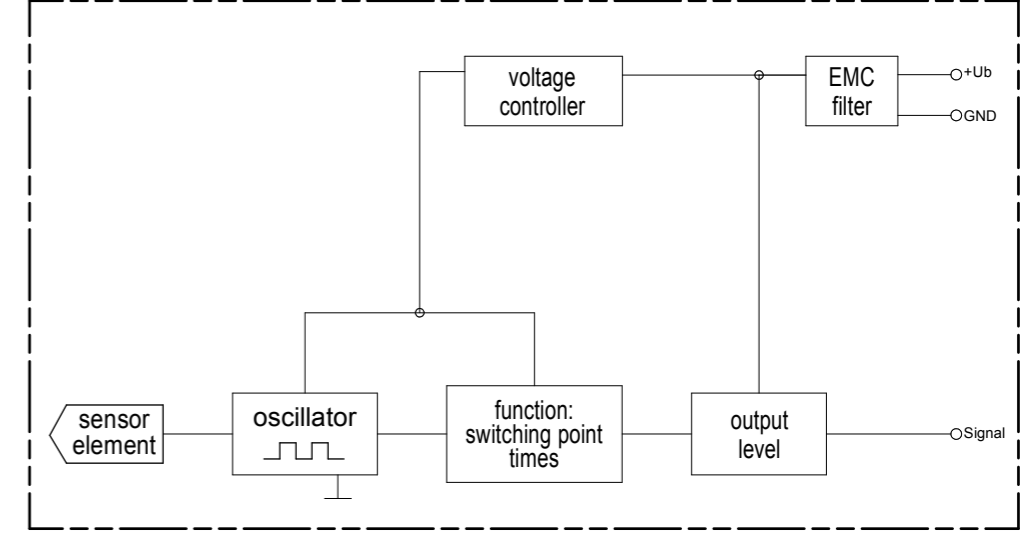 voltage
controller
EMC
filter
+Ub
GND
sensor
element
oscillator
function:
switching point
times
output
level
Signal